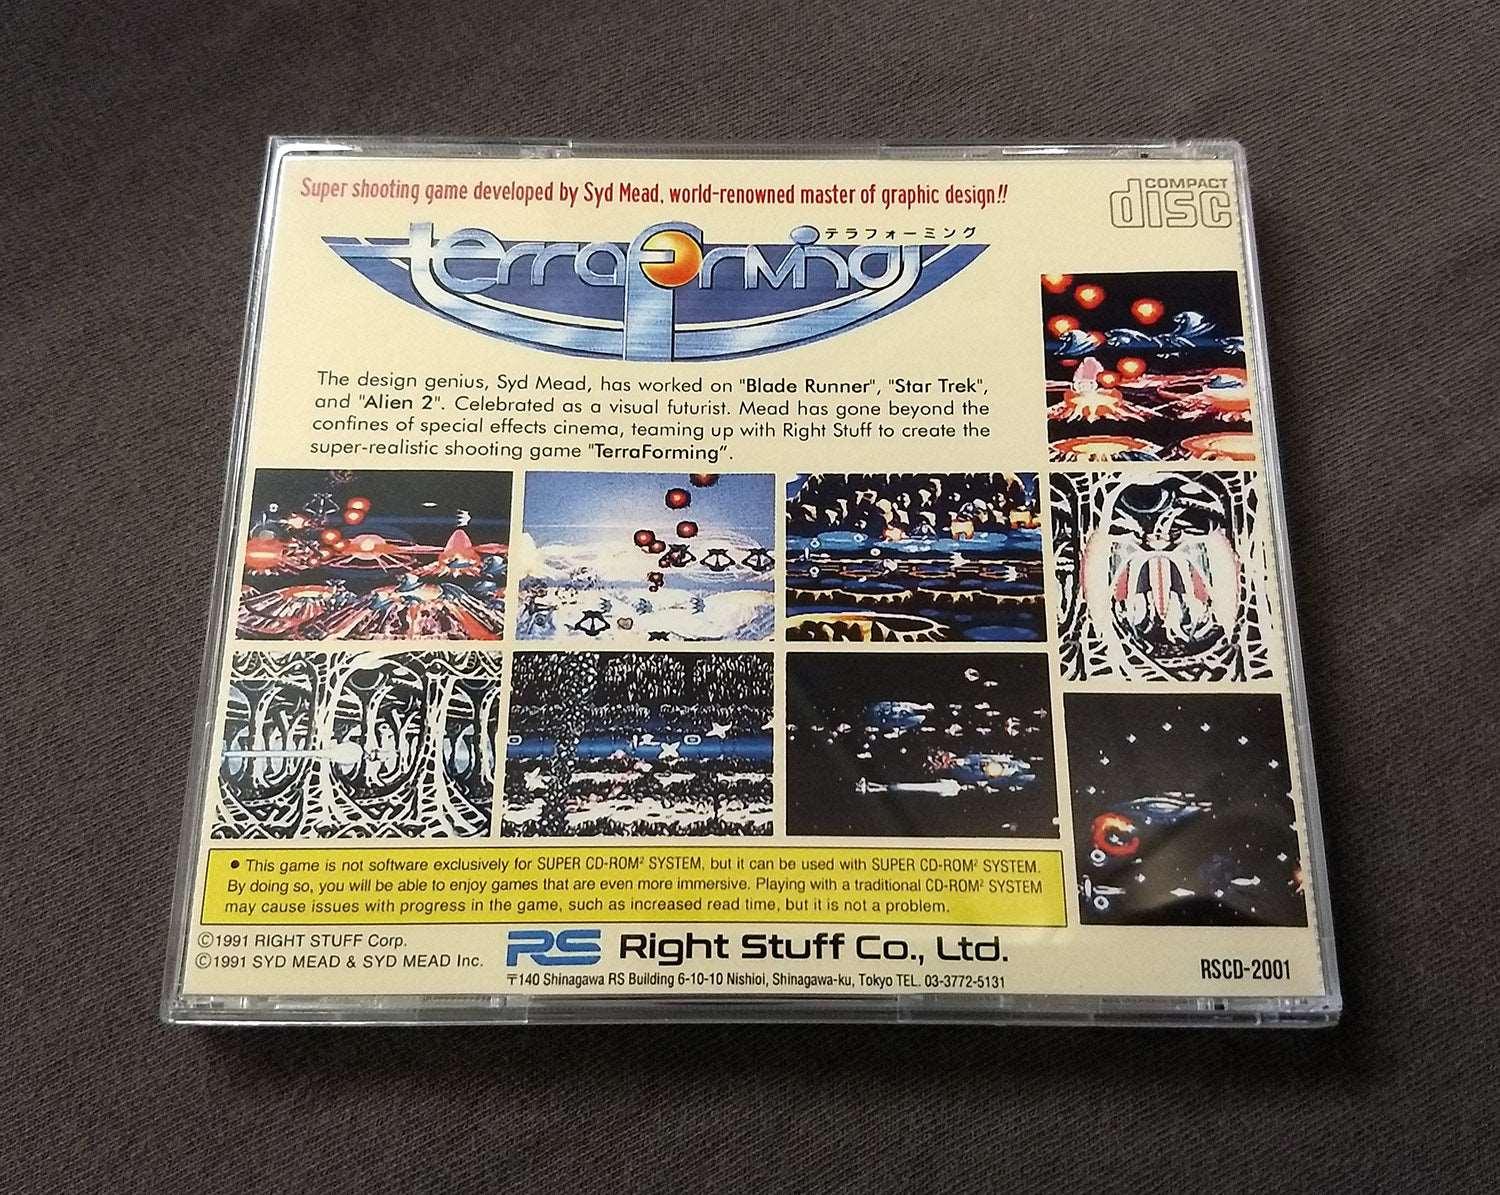 Super shooting game developed by Syd Mead, world-renowned master of graphic design!!
COMPACT
disc
terraforming
テラフォーミング
The design genius, Syd Mead, has worked on "Blade Runner", "Star Trek",
and "Alien 2". Celebrated as a visual futurist. Mead has gone beyond the
confines of special effects cinema, teaming up with Right Stuff to create the
super-realistic shooting game "TerraForming".
● This game is not software exclusively for SUPER CD-ROM² SYSTEM, but it can be used with SUPER CD-ROM² SYSTEM.
By doing so, you will be able to enjoy games that are even more immersive. Playing with a traditional CD-ROM² SYSTEM
may cause issues with progress in the game, such as increased read time, but it is not a problem.
©1991 RIGHT STUFF Corp.
©1991 SYD MEAD & SYD MEAD Inc.
RS Right Stuff Co., Ltd.
〒140 Shinagawa RS Building 6-10-10 Nishioi, Shinagawa-ku, Tokyo TEL. 03-3772-5131
RSCD-2001